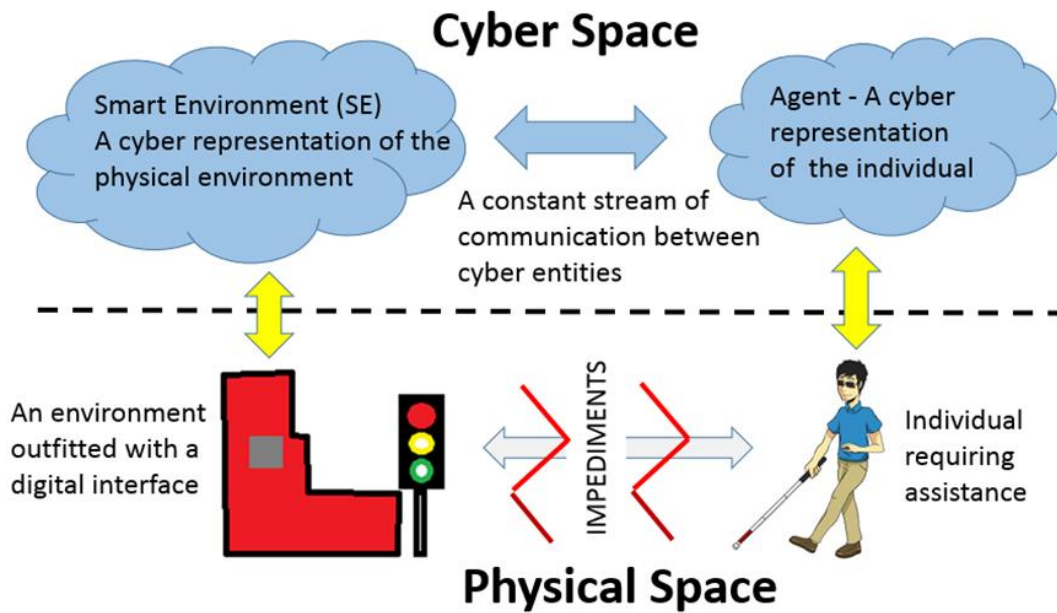 Cyber Space
Smart Environment (SE)
A cyber representation of the
physical environment
Agent - A cyber
representation
of the individual
A constant stream of
communication between
cyber entities
An environment
outfitted with a
digital interface
IMPEDIMENTS
Individual
requiring
assistance
Physical Space